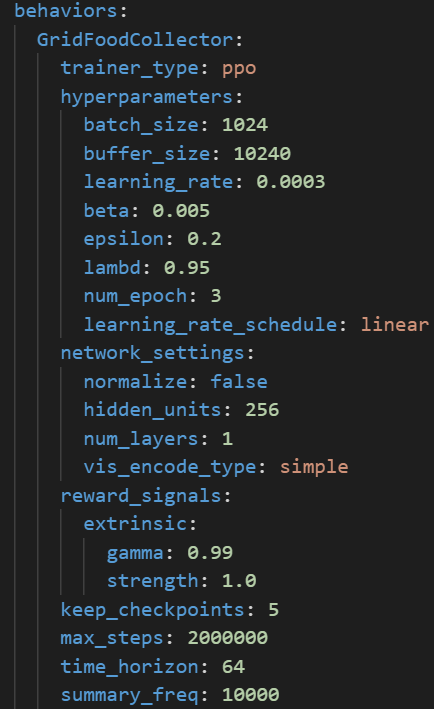 behaviors:
  GridFoodCollector:
    trainer_type: ppo
    hyperparameters:
      batch_size: 1024
      buffer_size: 10240
      learning_rate: 0.0003
      beta: 0.005
      epsilon: 0.2
      lambd: 0.95
      num_epoch: 3
      learning_rate_schedule: linear
    network_settings:
      normalize: false
      hidden_units: 256
      num_layers: 1
      vis_encode_type: simple
    reward_signals:
      extrinsic:
        gamma: 0.99
        strength: 1.0
    keep_checkpoints: 5
    max_steps: 2000000
    time_horizon: 64
    summary_freq: 10000